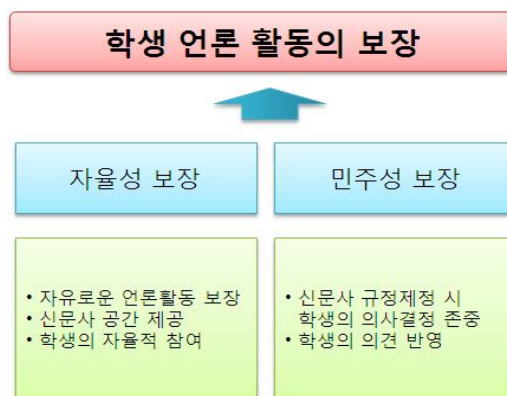 학생 언론 활동의 보장
자율성 보장
민주성 보장
• 자유로운 언론활동 보장
• 신문사 공간 제공
• 학생의 자율적 참여
• 신문사 규정제정 시
학생의 의사결정 존중
• 학생의 의견 반영